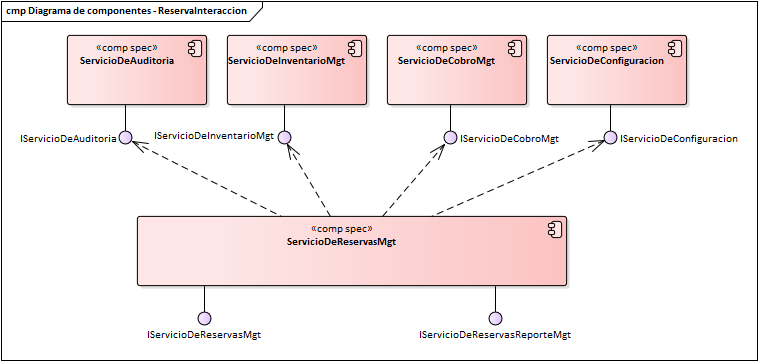 cmp Diagrama de componentes - ReservaInteraccion
«comp spec»
ServicioDeAuditoria
«comp spec»
ServicioDeInventarioMgt
«comp spec»
ServicioDeCobroMgt
«comp spec»
ServicioDeConfiguracion
IServicioDeAuditoria
IServicioDeInventarioMgt
IServicioDeCobroMgt
IServicioDeConfiguracion
«comp spec»
ServicioDeReservasMgt
IServicioDeReservasMgt
IServicioDeReservasReporteMgt